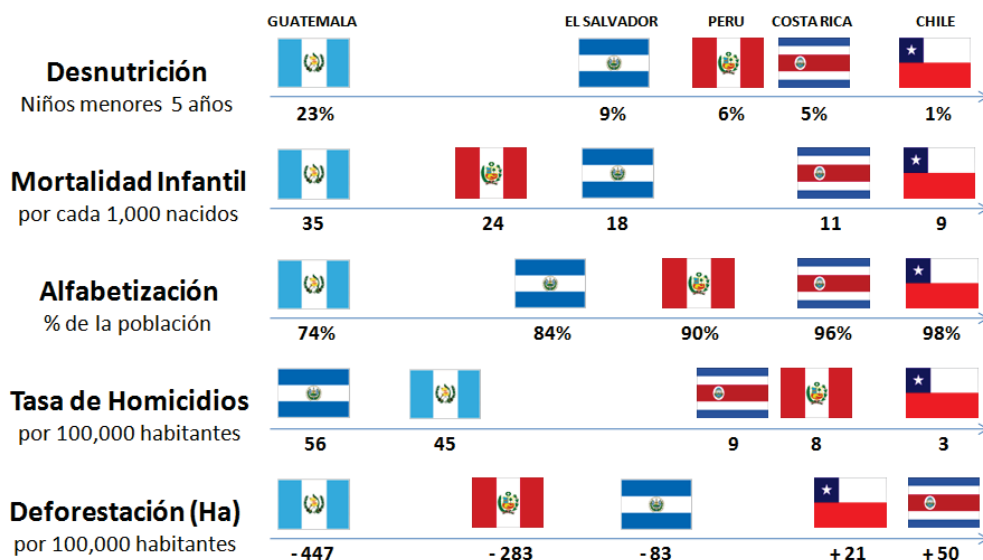 GUATEMALA EL SALVADOR PERU COSTA RICA CHILE
Desnutrición
Niños menores 5 años
23% 9% 6% 5% 1%
Mortalidad Infantil
por cada 1,000 nacidos
35 24 18 11 9
Alfabetización
% de la población
74% 84% 90% 96% 98%
Tasa de Homicidios
por 100,000 habitantes
56 45 9 8 3
Deforestación (Ha)
por 100,000 habitantes
- 447 - 283 - 83 + 21 + 50